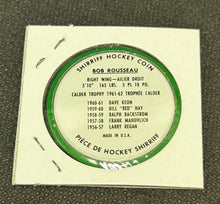 SHIRRIFF HOCKEY COIN
BOB ROUSSEAU
RIGHT WING—AILIER DROIT
5'10" 165 LBS. 5 Pi 10 PO.
CALDER TROPHY 1961-62 TROPHÉE CALDER
1960-61 DAVE KEON
1959-60 BILL "RED" HAY
1958-59 RALPH BACKSTROM
1957-58 FRANK MAHOVLICH
1956-57 LARRY REGAN
MADE IN U.S.A.
PIÈCE DE HOCKEY SHIRRIFF